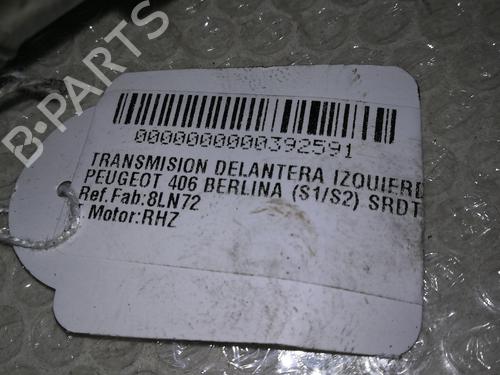 B-PARTS
0000000000392591
TRANSMISION DELANTERA IZQUIERD
PEUGEOT 406 BERLINA (S1/S2) SRDT
Ref.Fab:8LN72
Motor:RHZ